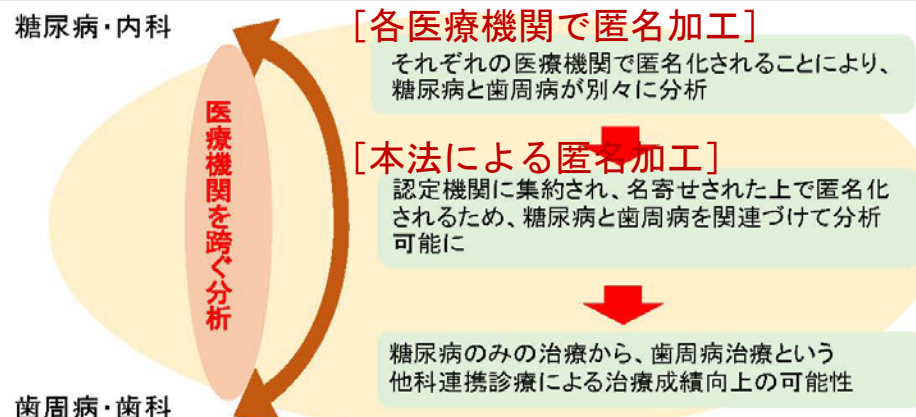 糖尿病・内科
[各医療機関で匿名加工]
それぞれの医療機関で匿名化されることにより、
糖尿病と歯周病が別々に分析
医療機関を跨ぐ分析
[本法による匿名加工]
認定機関に集約され、名寄せされた上で匿名化
されるため、糖尿病と歯周病を関連づけて分析
可能に
糖尿病のみの治療から、歯周病治療という
他科連携診療による治療成績向上の可能性
歯周病・歯科